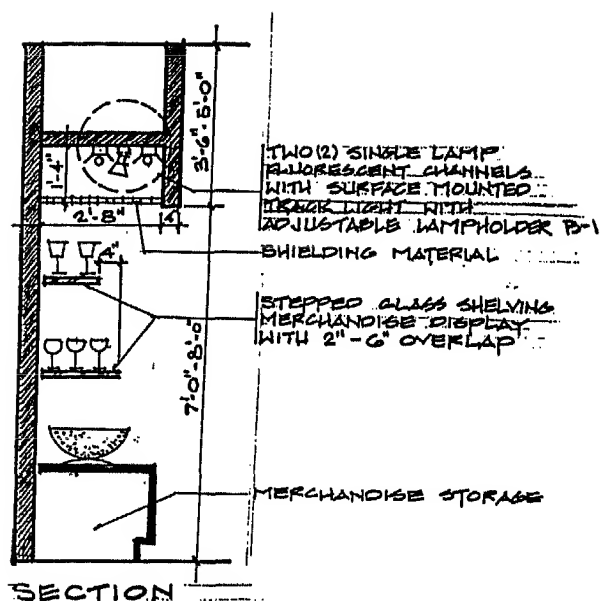 3'-6"-5'-0"
1'-4"
2'-8"
4"
TWO(2) SINGLE LAMP
FLUORESCENT CHANNELS
WITH SURFACE MOUNTED
TRACK LIGHT WITH
ADJUSTABLE LAMPHOLDER B-1
SHIELDING MATERIAL
4"
STEPPED GLASS SHELVING
MERCHANDISE DISPLAY
WITH 2"-6" OVERLAP
7'-0"-8'-0"
MERCHANDISE STORAGE
SECTION